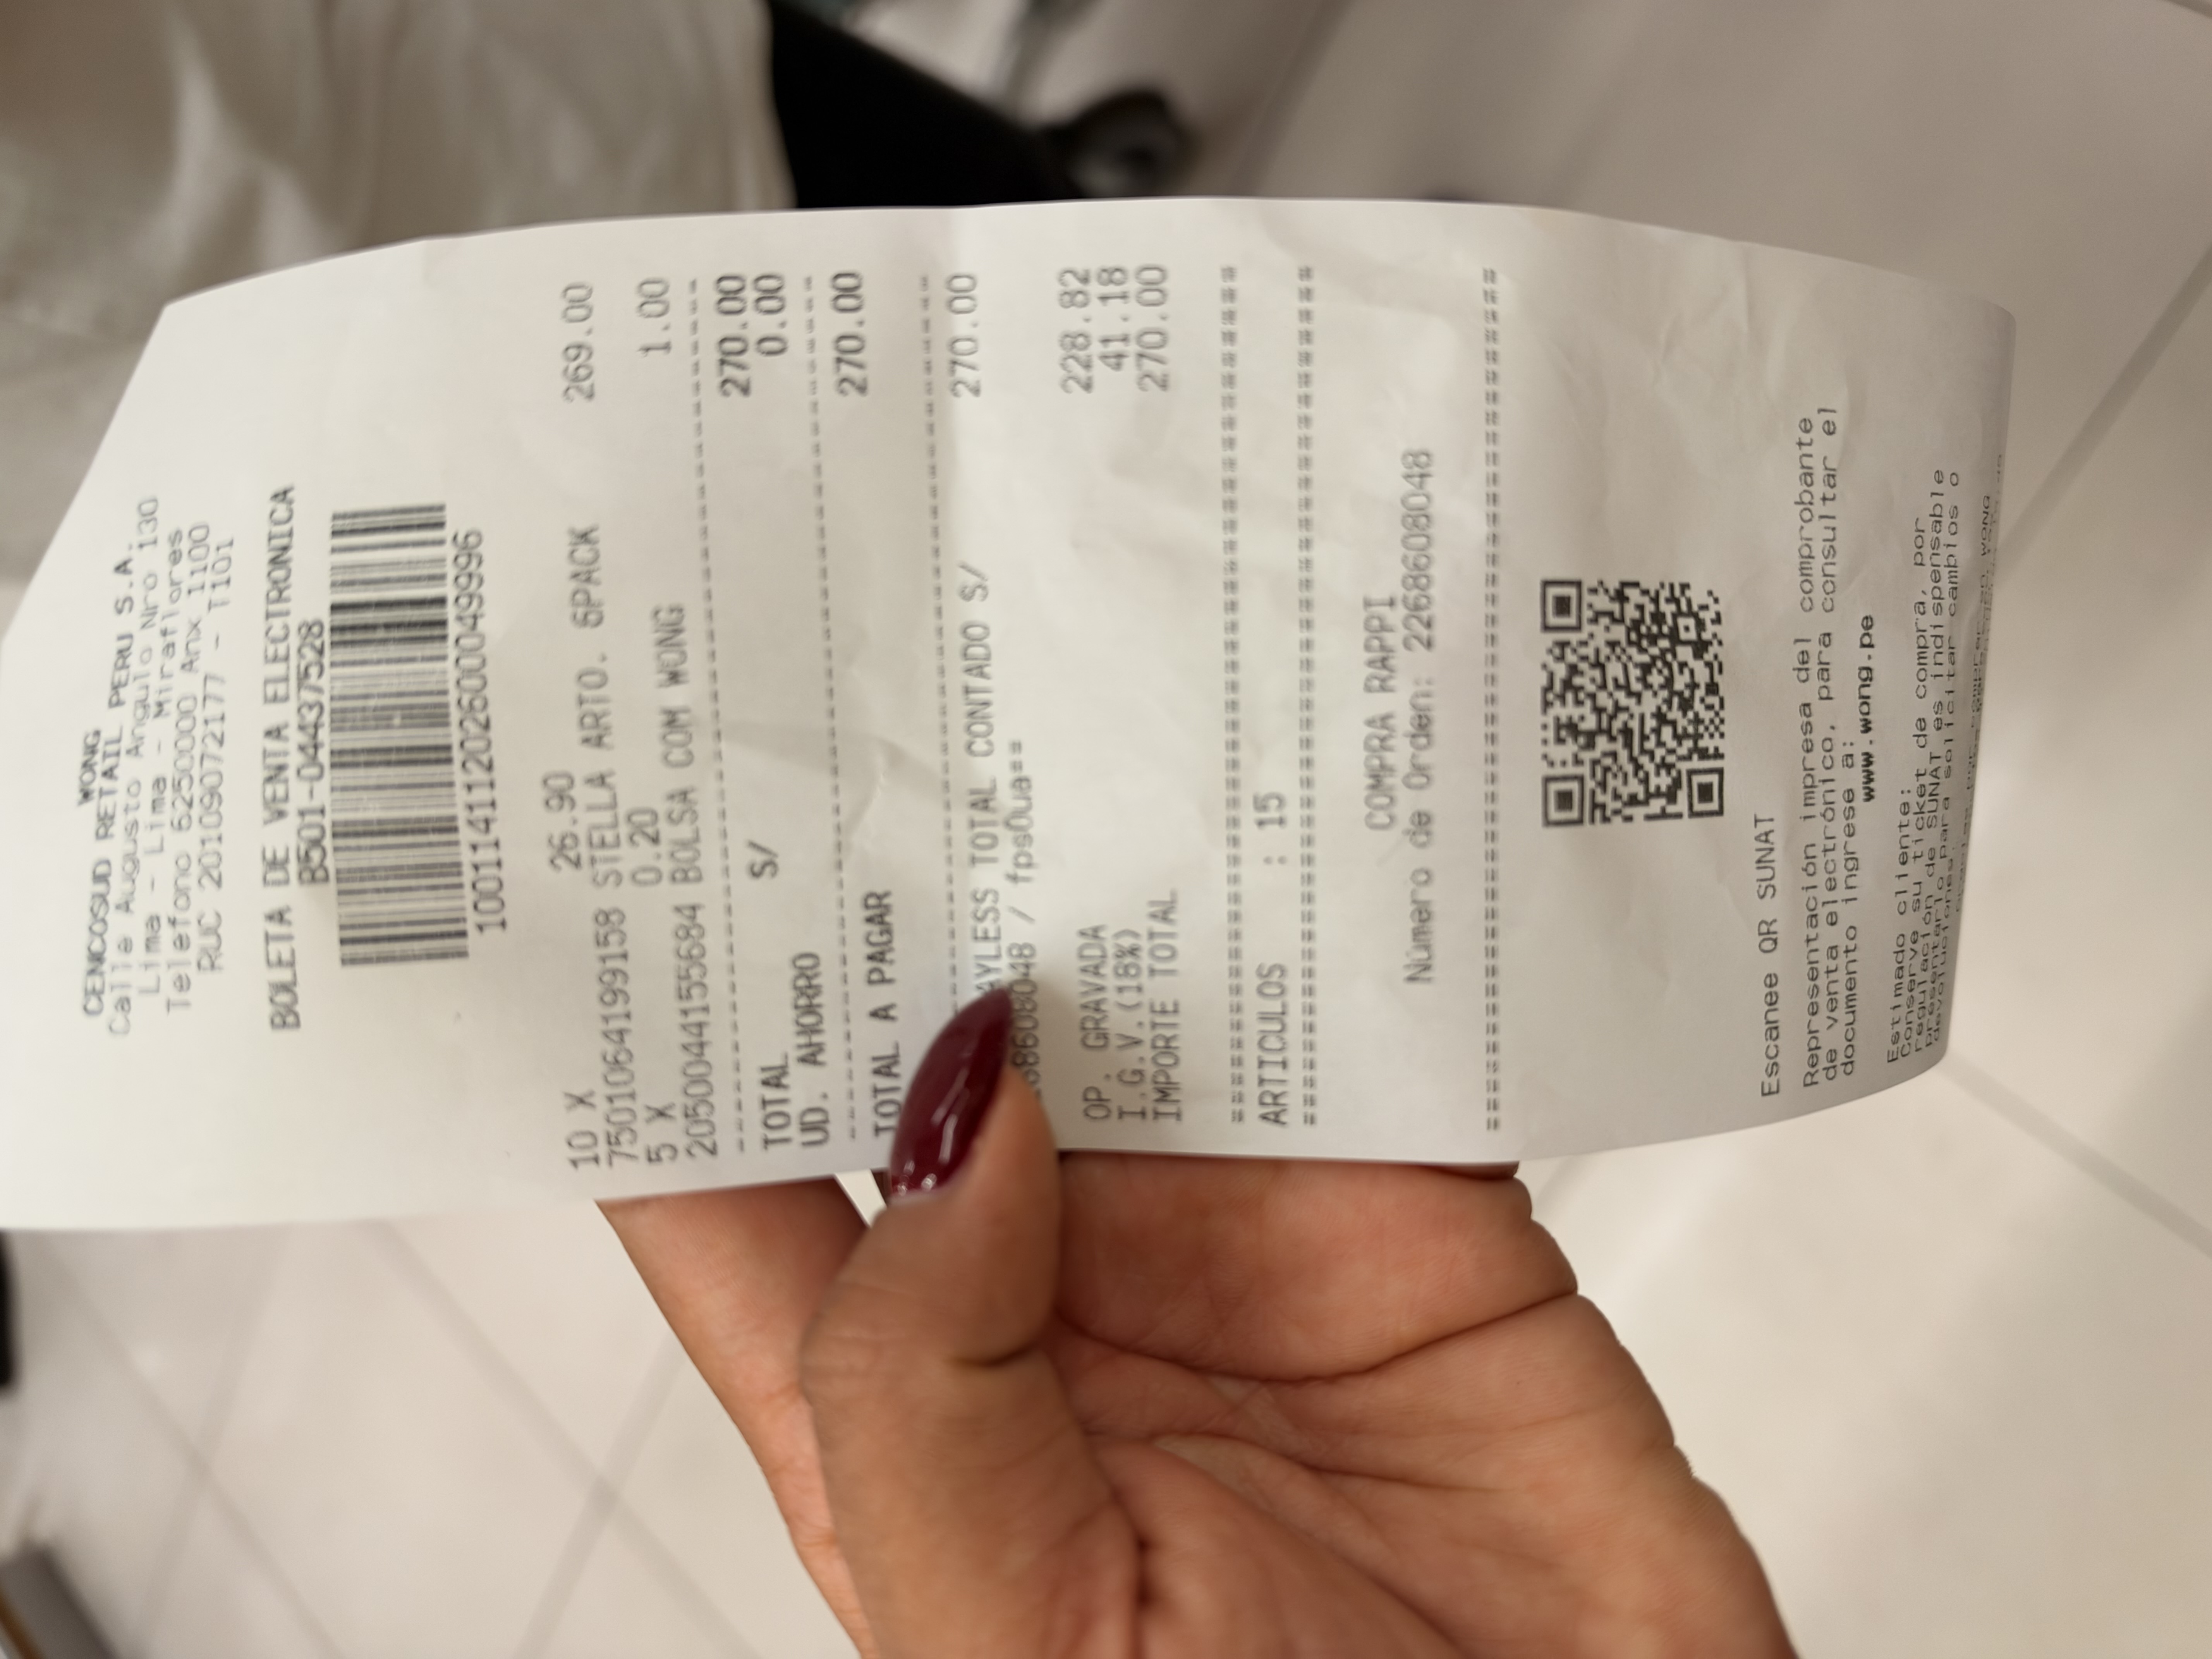 WONG
CENCOSUD RETAIL PERU S.A.
Calle Augusto Angulo Nro 130
Lima - Lima - Miraflores
Telefono 6250000 Anx 1100
RUC 20109072177 - T101
BOLETA DE VENTA ELECTRONICA
B501-04437528
10011411202600049996
10 X 26.90
7501064199158 STELLA ARTO. 6PACK 269.00
5 X 0.20
2050044155684 BOLSA COM WONG 1.00
TOTAL S/ 270.00
UD. AHORRO 0.00
TOTAL A PAGAR 270.00
AYLESS TOTAL CONTADO S/ 270.00
68608048 / fps0ua==
OP. GRAVADA 228.82
I.G.V.(18%) 41.18
IMPORTE TOTAL 270.00
ARTICULOS : 15
COMPRA RAPPI
Número de Orden: 2268608048
Escanee QR SUNAT
Representación impresa del comprobante
de venta electrónico, para consultar el
documento ingrese a:
www.wong.pe
Estimado cliente:
Conserve su ticket de compra, por
regulación de SUNAT es indispensable
presentarlo para solicitar cambios o
devoluciones.
por comprar en WONG